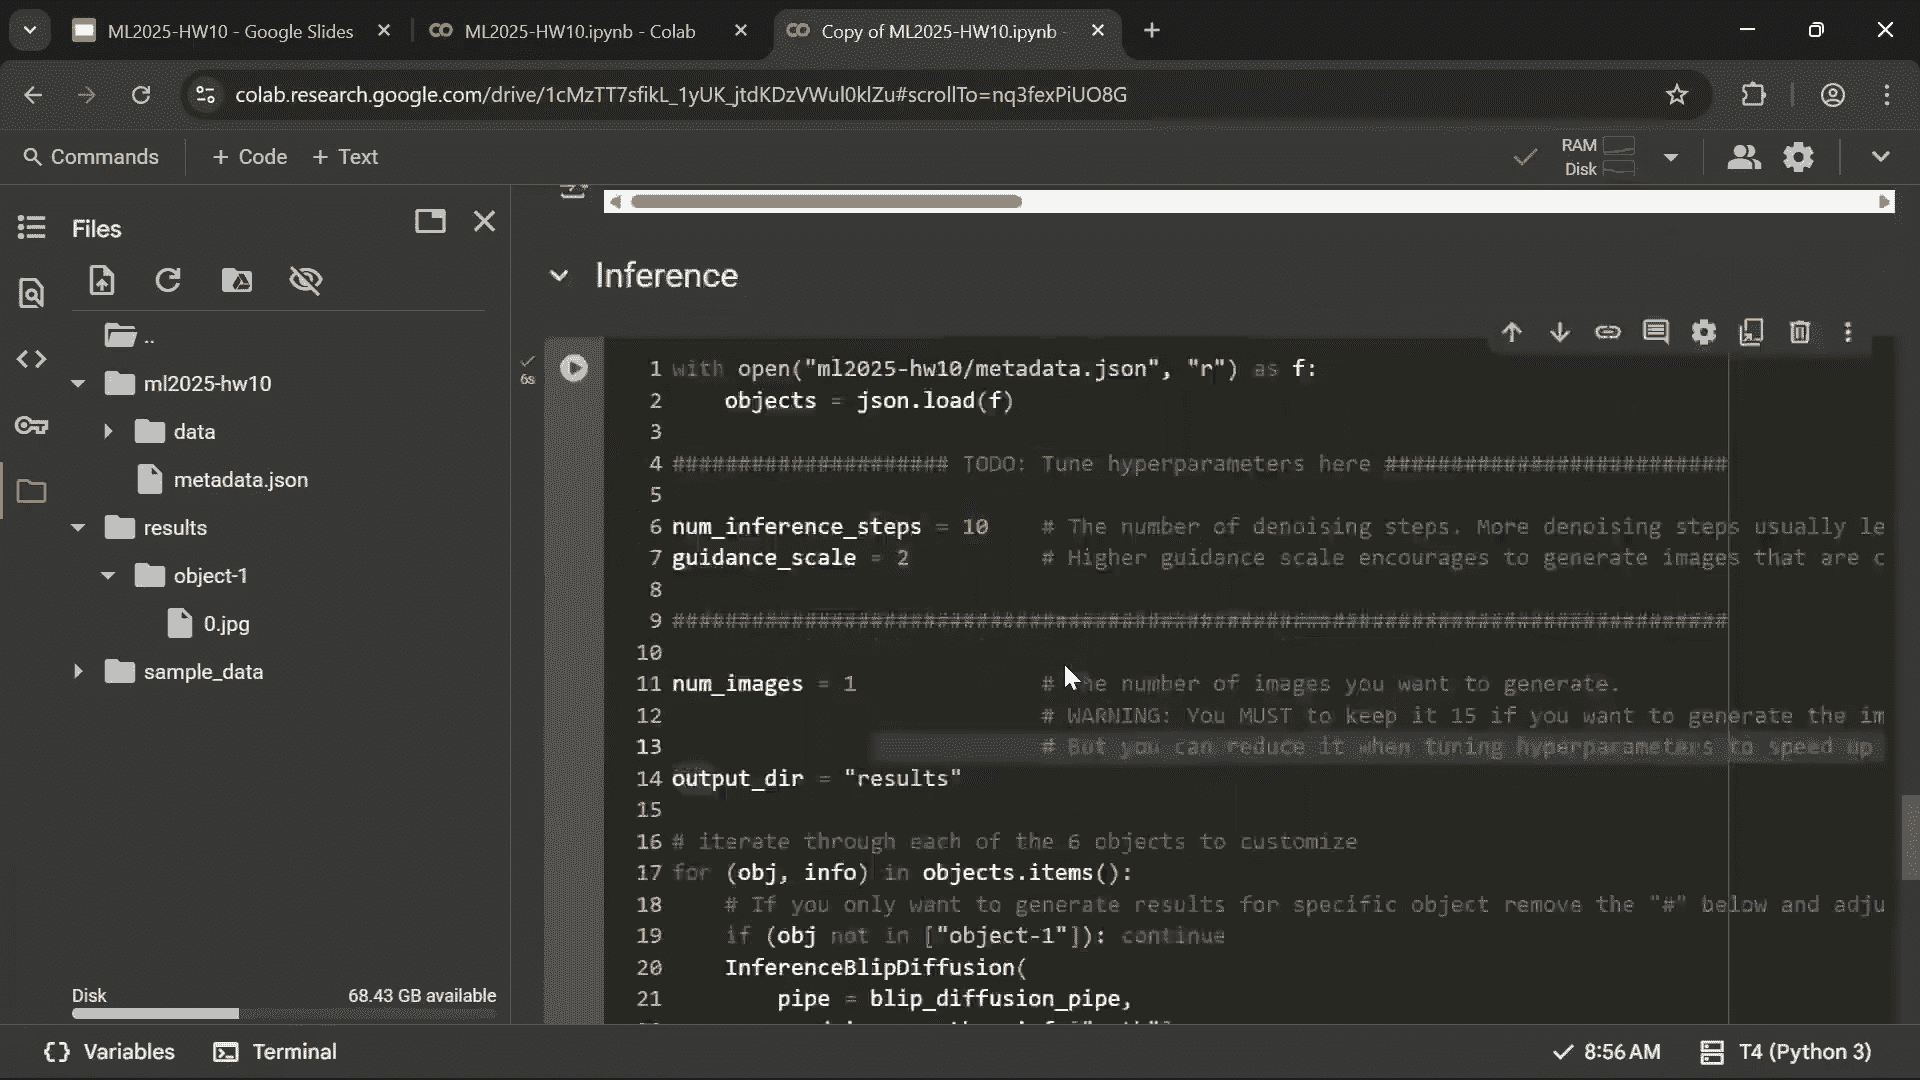 ML2025-HW10 - Google Slides
ML2025-HW10.ipynb - Colab
Copy of ML2025-HW10.ipynb -
colab.research.google.com/drive/1cMzTT7sfikL_1yUK_jtdKDzVWul0klZu#scrollTo=nq3fexPiUO8G
Commands
+ Code + Text
RAM
Disk
Files
..
ml2025-hw10
data
metadata.json
results
object-1
0.jpg
sample_data
Disk 68.43 GB available
Inference
6s
1 with open("ml2025-hw10/metadata.json", "r") as f:
2 objects = json.load(f)
3
4 ##################### TODO: Tune hyperparameters here ##########################
5
6 num_inference_steps = 10 # The number of denoising steps. More denoising steps usually le
7 guidance_scale = 2 # Higher guidance scale encourages to generate images that are c
8
9 ################################################################################
10
11 num_images = 1 # The number of images you want to generate.
12 # WARNING: You MUST to keep it 15 if you want to generate the im
13 # But you can reduce it when tuning hyperparameters to speed up
14 output_dir = "results"
15
16 # iterate through each of the 6 objects to customize
17 for (obj, info) in objects.items():
18 # If you only want to generate results for specific object remove the "#" below and adju
19 if (obj not in ["object-1"]): continue
20 InferenceBlipDiffusion(
21 pipe = blip_diffusion_pipe,
Variables
Terminal
8:56 AM
T4 (Python 3)